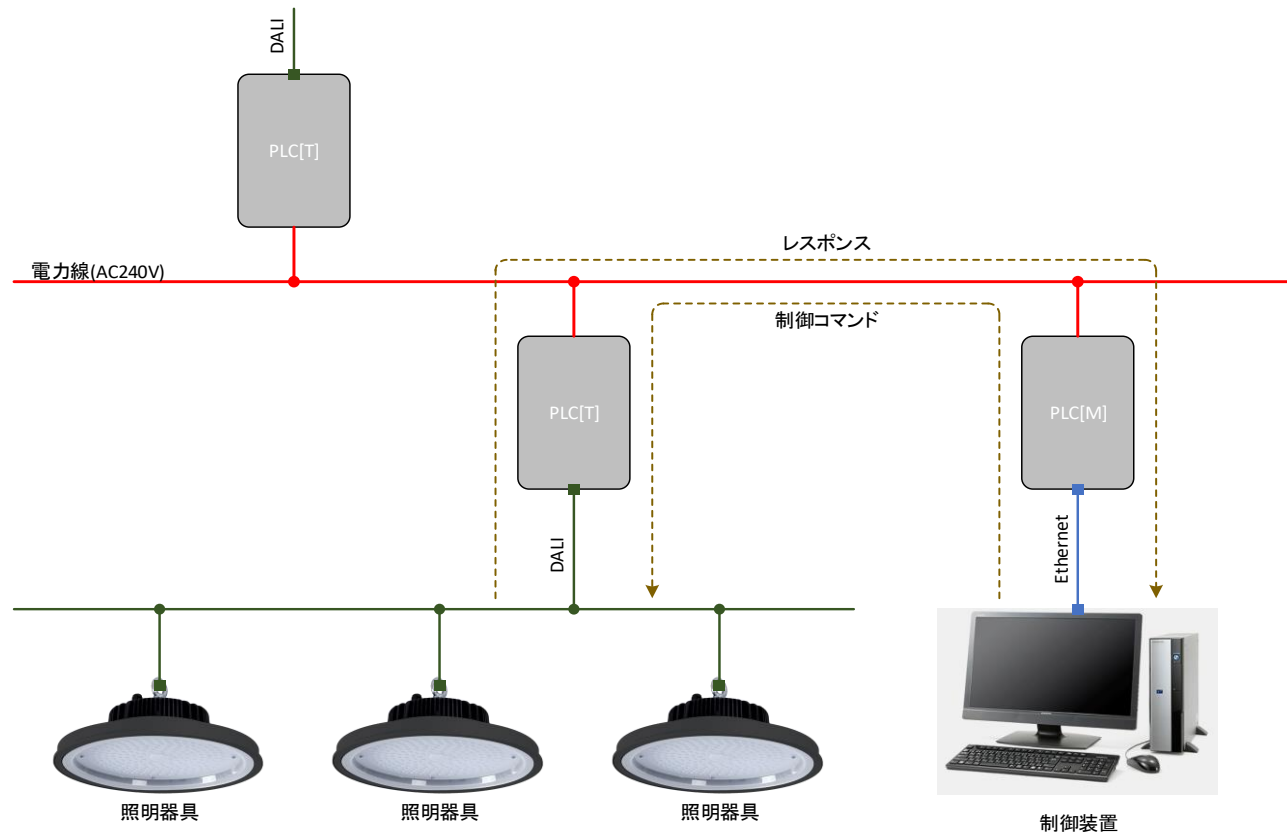 DALI
PLC[T]
レスポンス
電力線(AC240V)
制御コマンド
PLC[T]
PLC[M]
DALI
Ethernet
照明器具
照明器具
照明器具
制御装置